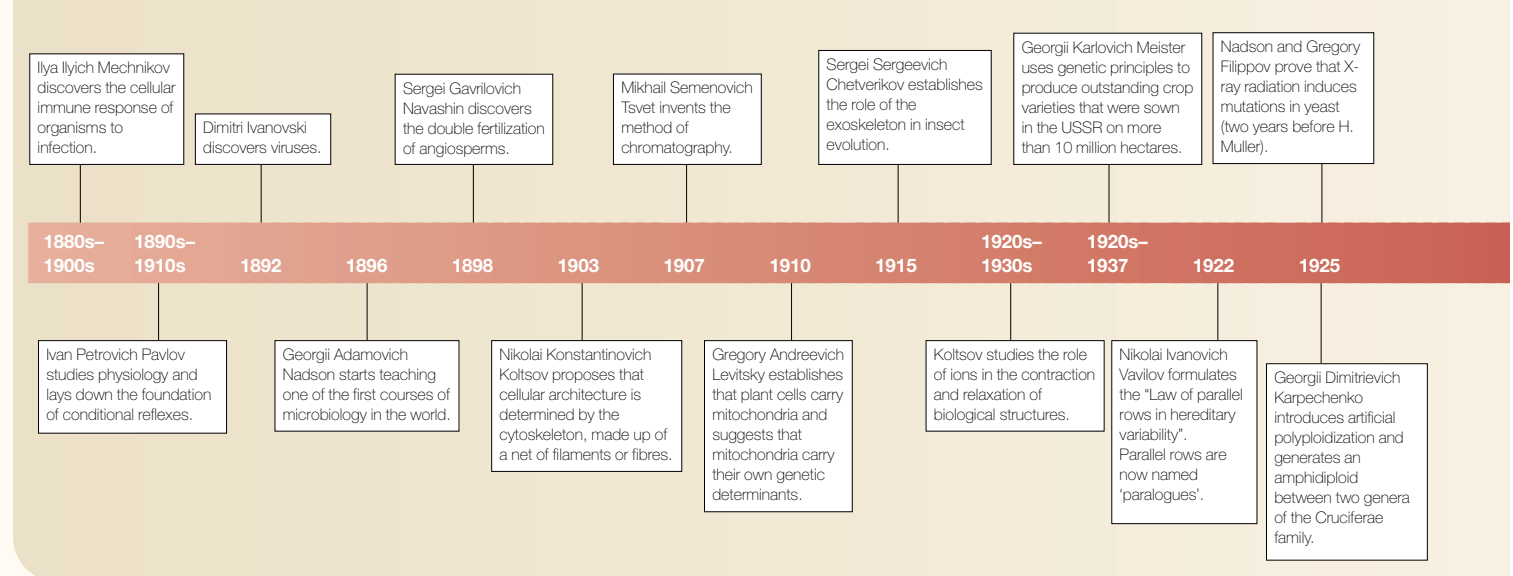 Ilya Ilyich Mechnikov
discovers the cellular
immune response of
organisms to
infection.
Dimitri Ivanovski
discovers viruses.
Sergei Gavrilovich
Navashin discovers
the double fertilization
of angiosperms.
Mikhail Semenovich
Tsvet invents the
method of
chromatography.
Sergei Sergeevich
Chetverikov establishes
the role of the
exoskeleton in insect
evolution.
Georgii Karlovich Meister
uses genetic principles to
produce outstanding crop
varieties that were sown
in the USSR on more
than 10 million hectares.
Nadson and Gregory
Filippov prove that X-
ray radiation induces
mutations in yeast
(two years before H.
Muller).
1880s–
1900s
1890s–
1910s
1892
1896
1898
1903
1907
1910
1915
1920s–
1930s
1920s–
1937
1922
1925
Ivan Petrovich Pavlov
studies physiology and
lays down the foundation
of conditional reflexes.
Georgii Adamovich
Nadson starts teaching
one of the first courses of
microbiology in the world.
Nikolai Konstantinovich
Koltsov proposes that
cellular architecture is
determined by the
cytoskeleton, made up of
a net of filaments or fibres.
Gregory Andreevich
Levitsky establishes
that plant cells carry
mitochondria and
suggests that
mitochondria carry
their own genetic
determinants.
Koltsov studies the role
of ions in the contraction
and relaxation of
biological structures.
Nikolai Ivanovich
Vavilov formulates
the “Law of parallel
rows in hereditary
variability”.
Parallel rows are
now named
‘paralogues’.
Georgii Dimitrievich
Karpechenko
introduces artificial
polyploidization and
generates an
amphidiploid
between two genera
of the Cruciferae
family.